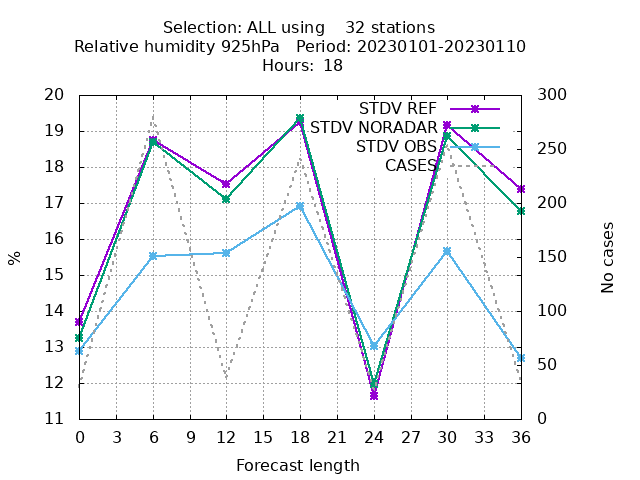 Selection: ALL using    32 stations
Relative humidity 925hPa   Period: 20230101-20230110
Hours: 18
STDV REF
STDV NORADAR
STDV OBS
CASES
20
19
18
17
16
15
14
13
12
11
%
300
250
200
150
100
50
0
No cases
0 3 6 9 12 15 18 21 24 27 30 33 36
Forecast length